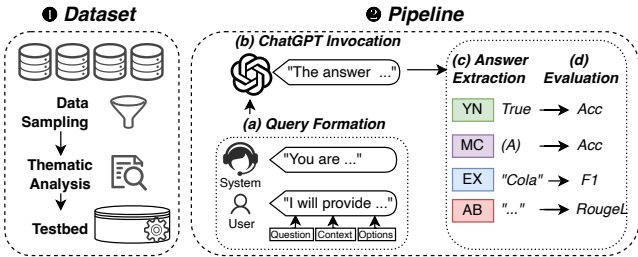 ❶ Dataset
Data
Sampling
Thematic
Analysis
Testbed
❷ Pipeline
(b) ChatGPT Invocation
"The answer ..."
(a) Query Formation
System
"You are ..."
User
"I will provide ..."
Question Context Options
(c) Answer
Extraction
(d)
Evaluation
YN True Acc
MC (A) Acc
EX "Cola" F1
AB "..." RougeL